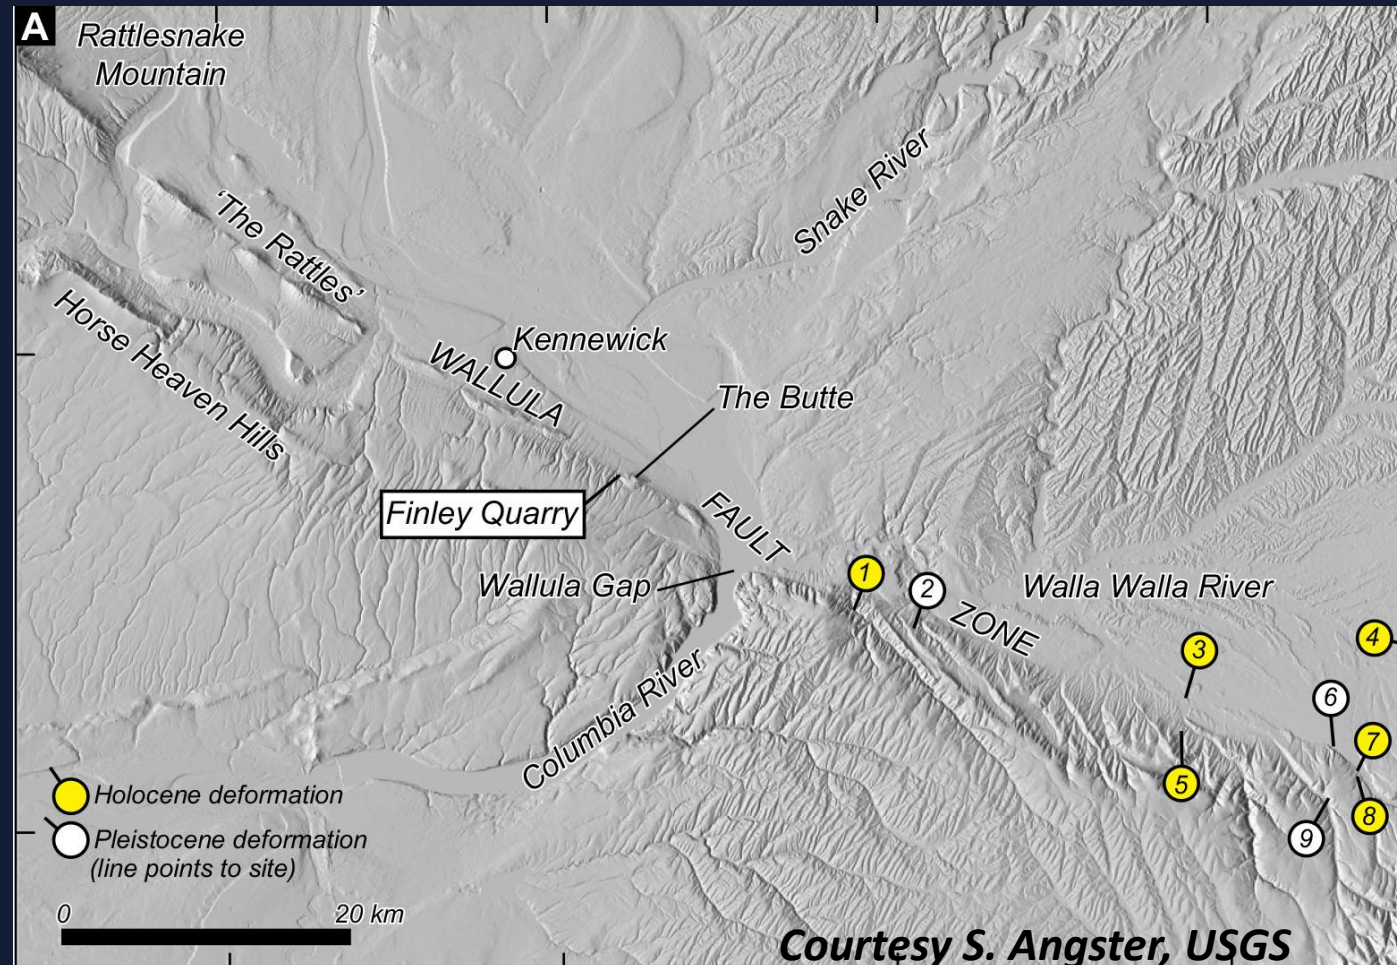 A
Rattlesnake
Mountain
'The Rattles'
Snake River
Horse Heaven Hills
Kennewick
WALLULA
The Butte
Finley Quarry
FAULT
Wallula Gap
1
2
Walla Walla River
ZONE
3
4
Columbia River
6
7
5
8
9
Holocene deformation
Pleistocene deformation
(line points to site)
0 20 km
Courtesy S. Angster, USGS